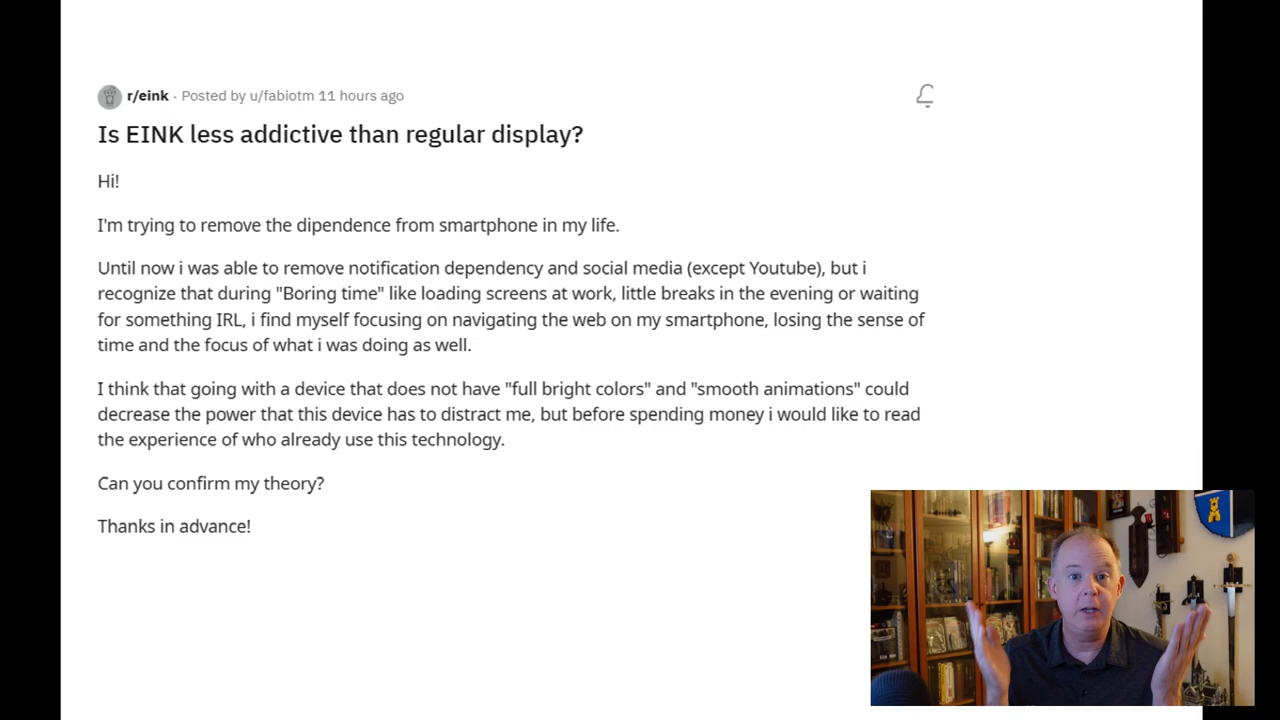 r/eink · Posted by u/fabiotm 11 hours ago
Is EINK less addictive than regular display?
Hi!
I'm trying to remove the dipendence from smartphone in my life.
Until now i was able to remove notification dependency and social media (except Youtube), but i
recognize that during "Boring time" like loading screens at work, little breaks in the evening or waiting
for something IRL, i find myself focusing on navigating the web on my smartphone, losing the sense of
time and the focus of what i was doing as well.
I think that going with a device that does not have "full bright colors" and "smooth animations" could
decrease the power that this device has to distract me, but before spending money i would like to read
the experience of who already use this technology.
Can you confirm my theory?
Thanks in advance!